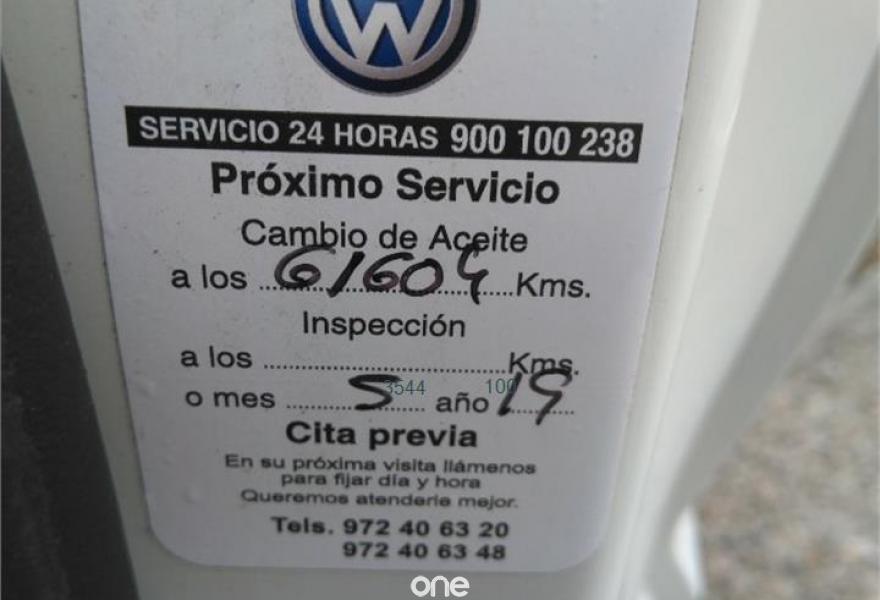 W
SERVICIO 24 HORAS 900 100 238
Próximo Servicio
Cambio de Aceite
a los 61604 Kms.
Inspección
a los Kms.
3544 100
o mes 5 año 19
Cita previa
En su próxima visita llámenos
para fijar día y hora
Queremos atenderle mejor.
Tels. 972 40 63 20
972 40 63 48
one